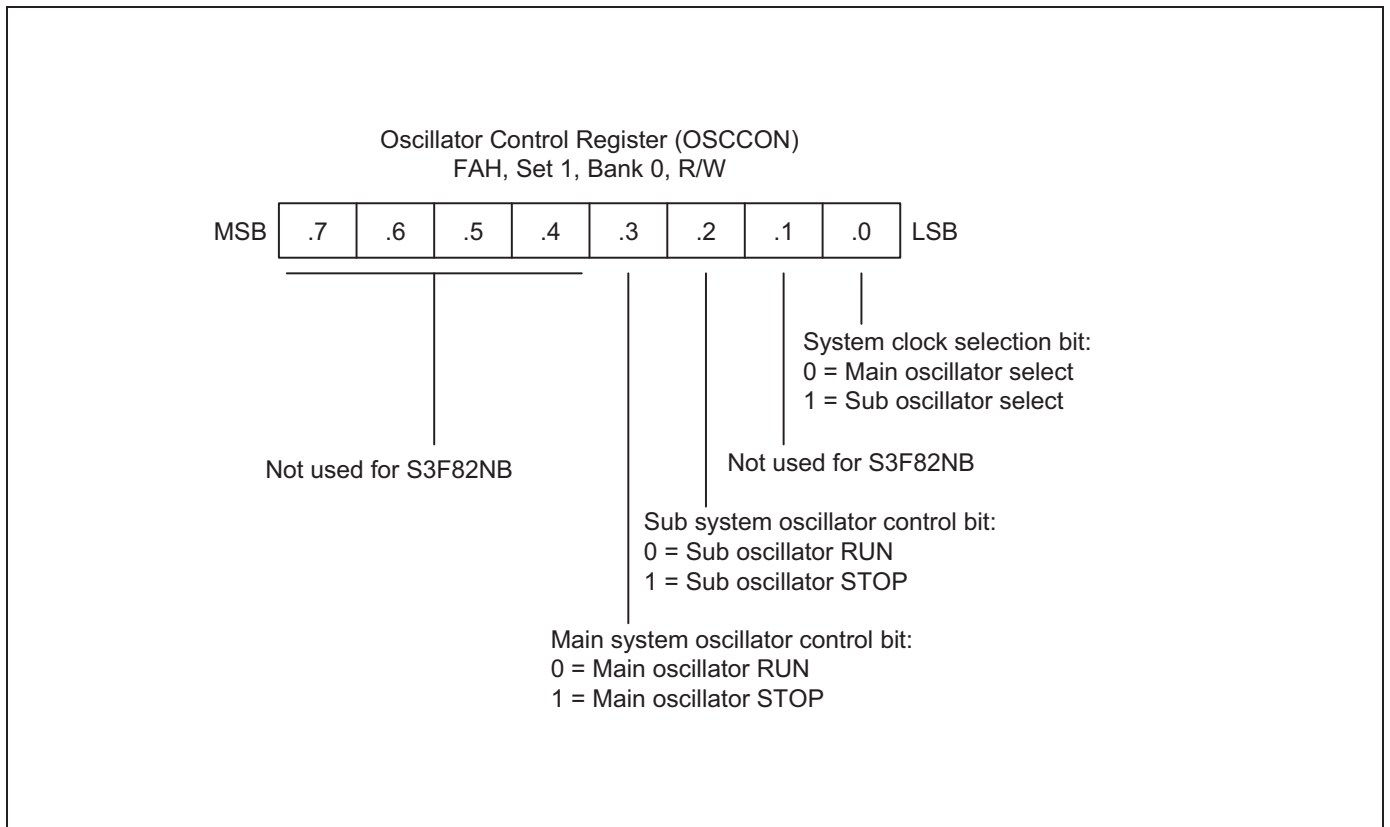 Oscillator Control Register (OSCCON)
FAH, Set 1, Bank 0, R/W
MSB .7 .6 .5 .4 .3 .2 .1 .0 LSB
System clock selection bit:
0 = Main oscillator select
1 = Sub oscillator select
Not used for S3F82NB
Not used for S3F82NB
Sub system oscillator control bit:
0 = Sub oscillator RUN
1 = Sub oscillator STOP
Main system oscillator control bit:
0 = Main oscillator RUN
1 = Main oscillator STOP